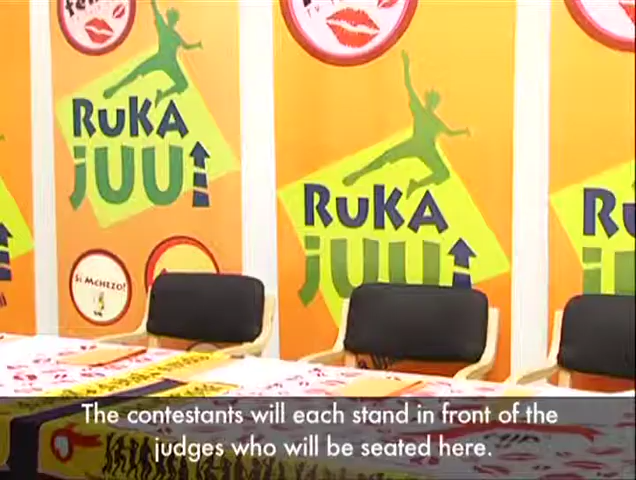 RUKA
JUU
RUKA
JUU
Ru
Si MCHEZO!
The contestants will each stand in front of the
judges who will be seated here.